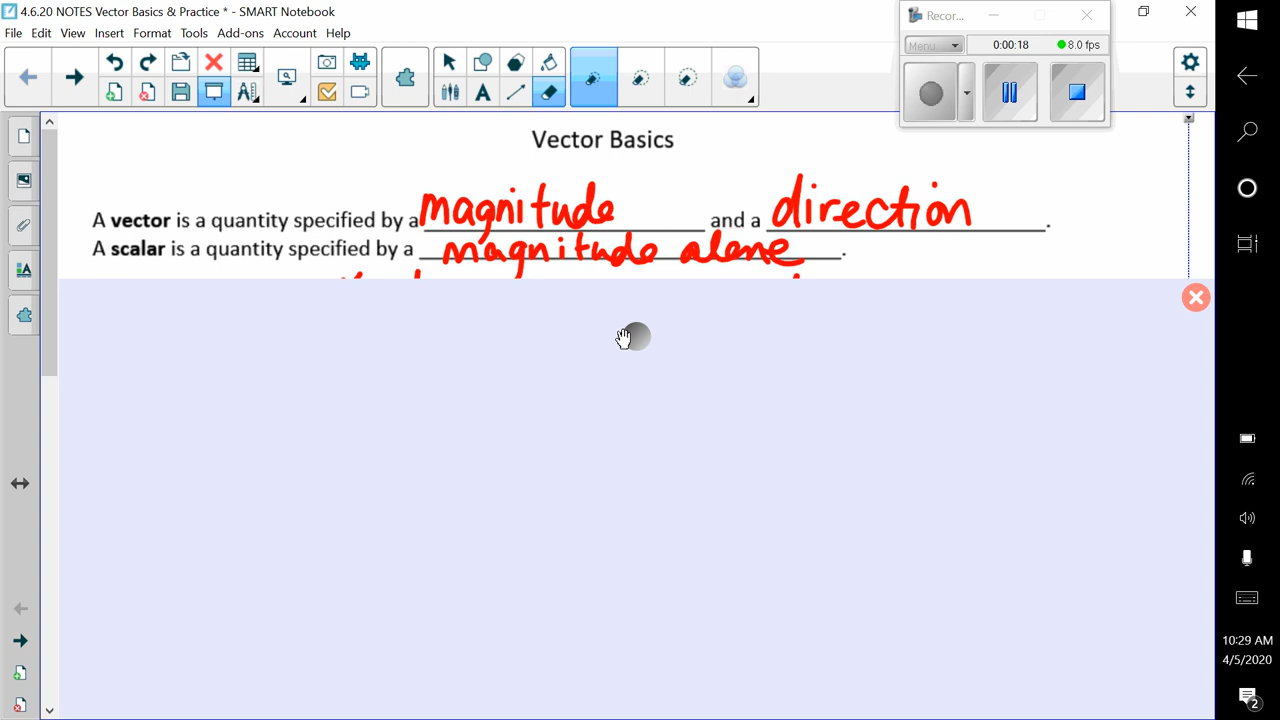 4.6.20 NOTES Vector Basics & Practice * - SMART Notebook
File Edit View Insert Format Tools Add-ons Account Help
Recor...
Menu 0:00:18 8.0 fps
Vector Basics
A vector is a quantity specified by a magnitude and a direction.
A scalar is a quantity specified by a magnitude alone.
10:29 AM
4/5/2020
2